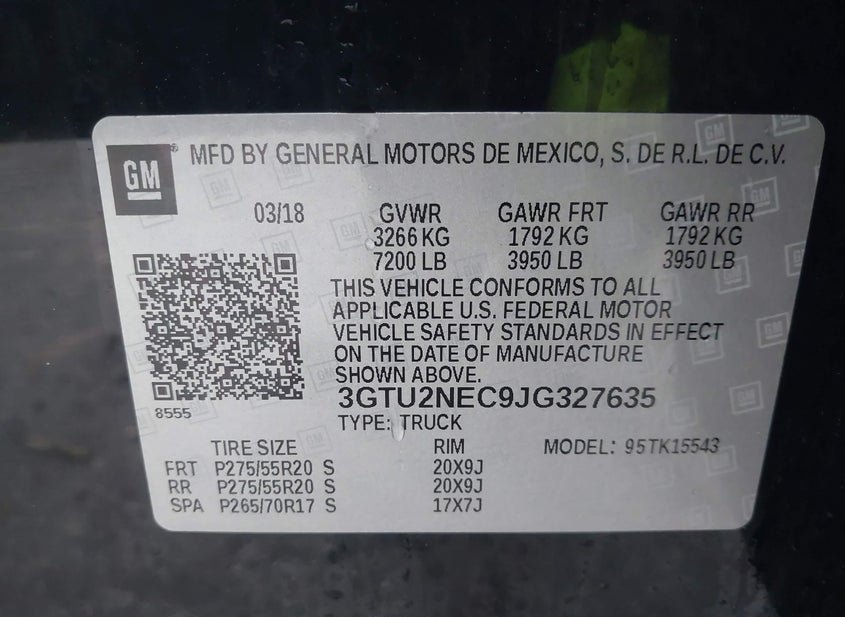 GM
MFD BY GENERAL MOTORS DE MEXICO, S. DE R.L. DE C.V.
03/18 GVWR GAWR FRT GAWR RR
3266 KG 1792 KG 1792 KG
7200 LB 3950 LB 3950 LB
THIS VEHICLE CONFORMS TO ALL
APPLICABLE U.S. FEDERAL MOTOR
VEHICLE SAFETY STANDARDS IN EFFECT
ON THE DATE OF MANUFACTURE
SHOWN ABOVE.
3GTU2NEC9JG327635
8555
TYPE: TRUCK
TIRE SIZE RIM MODEL: 95TK15543
FRT P275/55R20 S 20X9J
RR P275/55R20 S 20X9J
SPA P265/70R17 S 17X7J